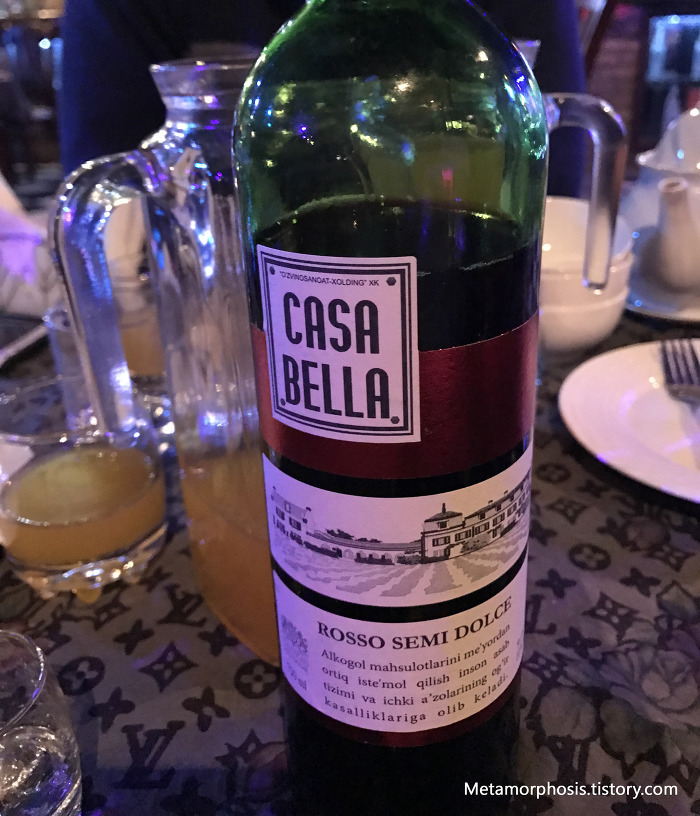 "O'ZVINOSANOAT-XOLDING" XK
CASA
BELLA
ROSSO SEMI DOLCE
Alkogol mahsulotlarini me'yordan
ortiq iste'mol qilish inson asab
tizimi va ichki a'zolarining og'ir
kasalliklariga olib keladi.
Metamorphosis.tistory.com